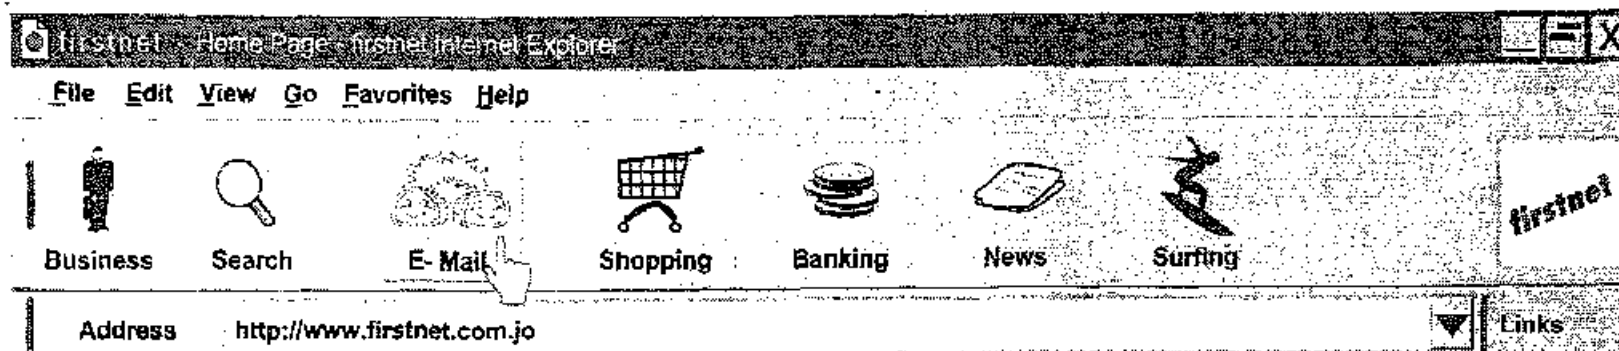 firstnet - Home Page - firstnet Internet Explorer
File Edit View Go Favorites Help
Business Search E-Mail Shopping Banking News Surfing
firstnet
Address http://www.firstnet.com.jo Links